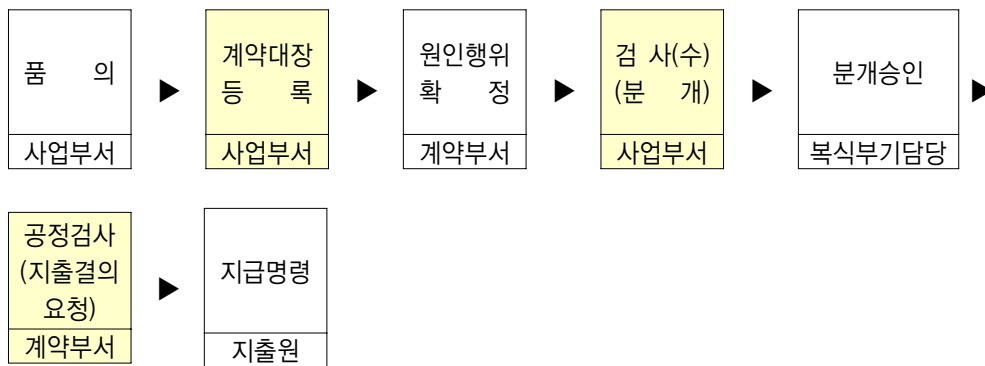 품 의
사업부서
▶
계약대장
등 록
사업부서
▶
원인행위
확 정
계약부서
▶
검 사(수)
(분 개)
사업부서
▶
분개승인
복식부기담당
▶
공정검사
(지출결의
요청)
계약부서
▶
지급명령
지출원